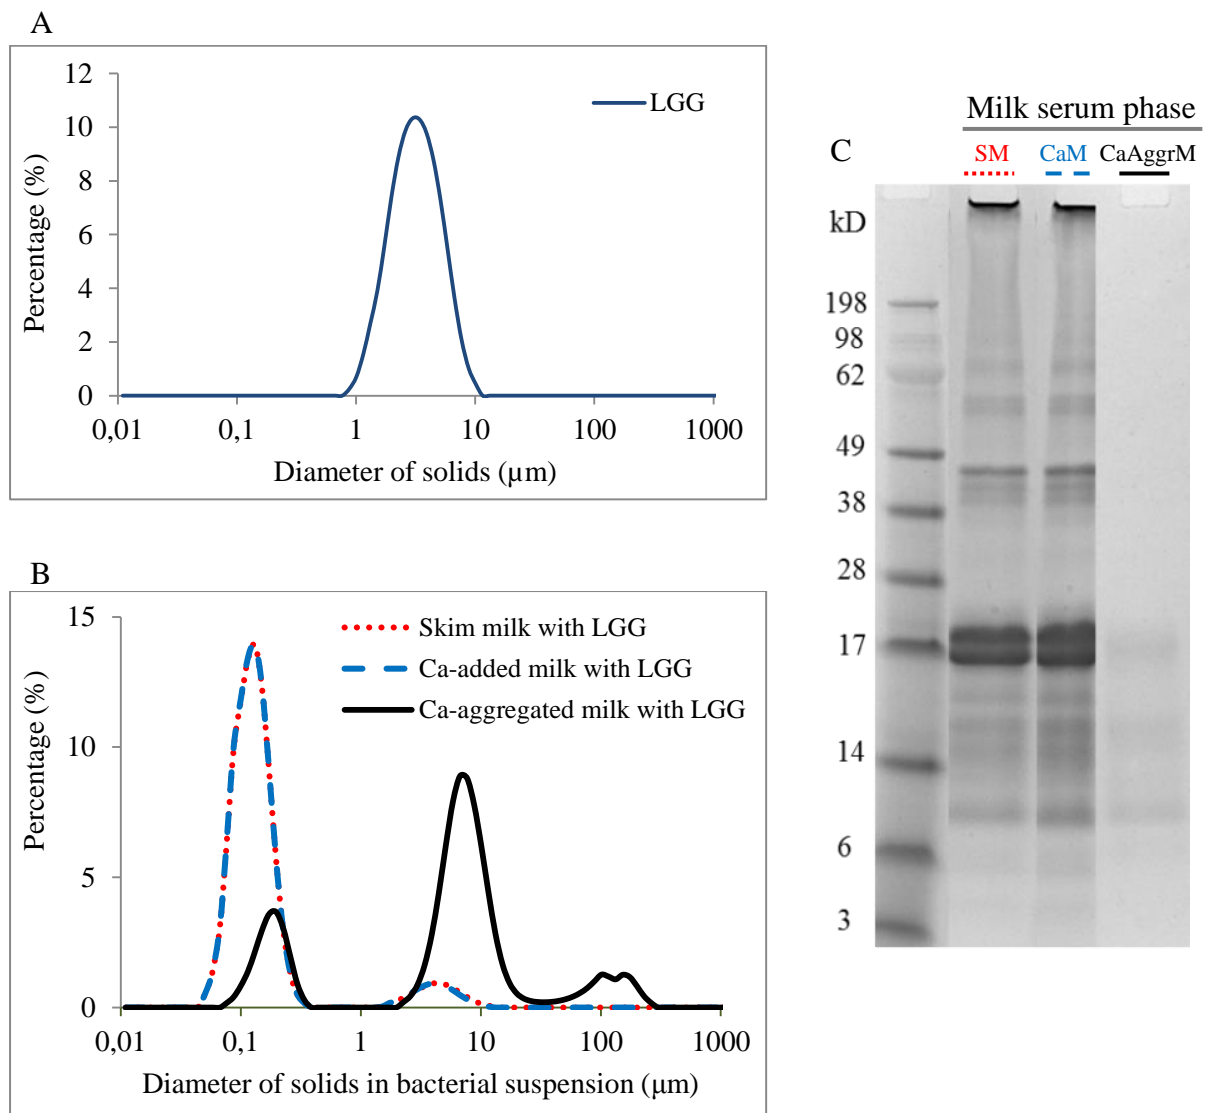 A
12
10
8
6
4
2
0
Percentage (%)
LGG
0,01 0,1 1 10 100 1000
Diameter of solids (µm)
B
15
10
5
0
Percentage (%)
Skim milk with LGG
Ca-added milk with LGG
Ca-aggregated milk with LGG
0,01 0,1 1 10 100 1000
Diameter of solids in bacterial suspension (µm)
Milk serum phase
C SM CaM CaAggrM
kD
198
98
62
49
38
28
17
14
6
3